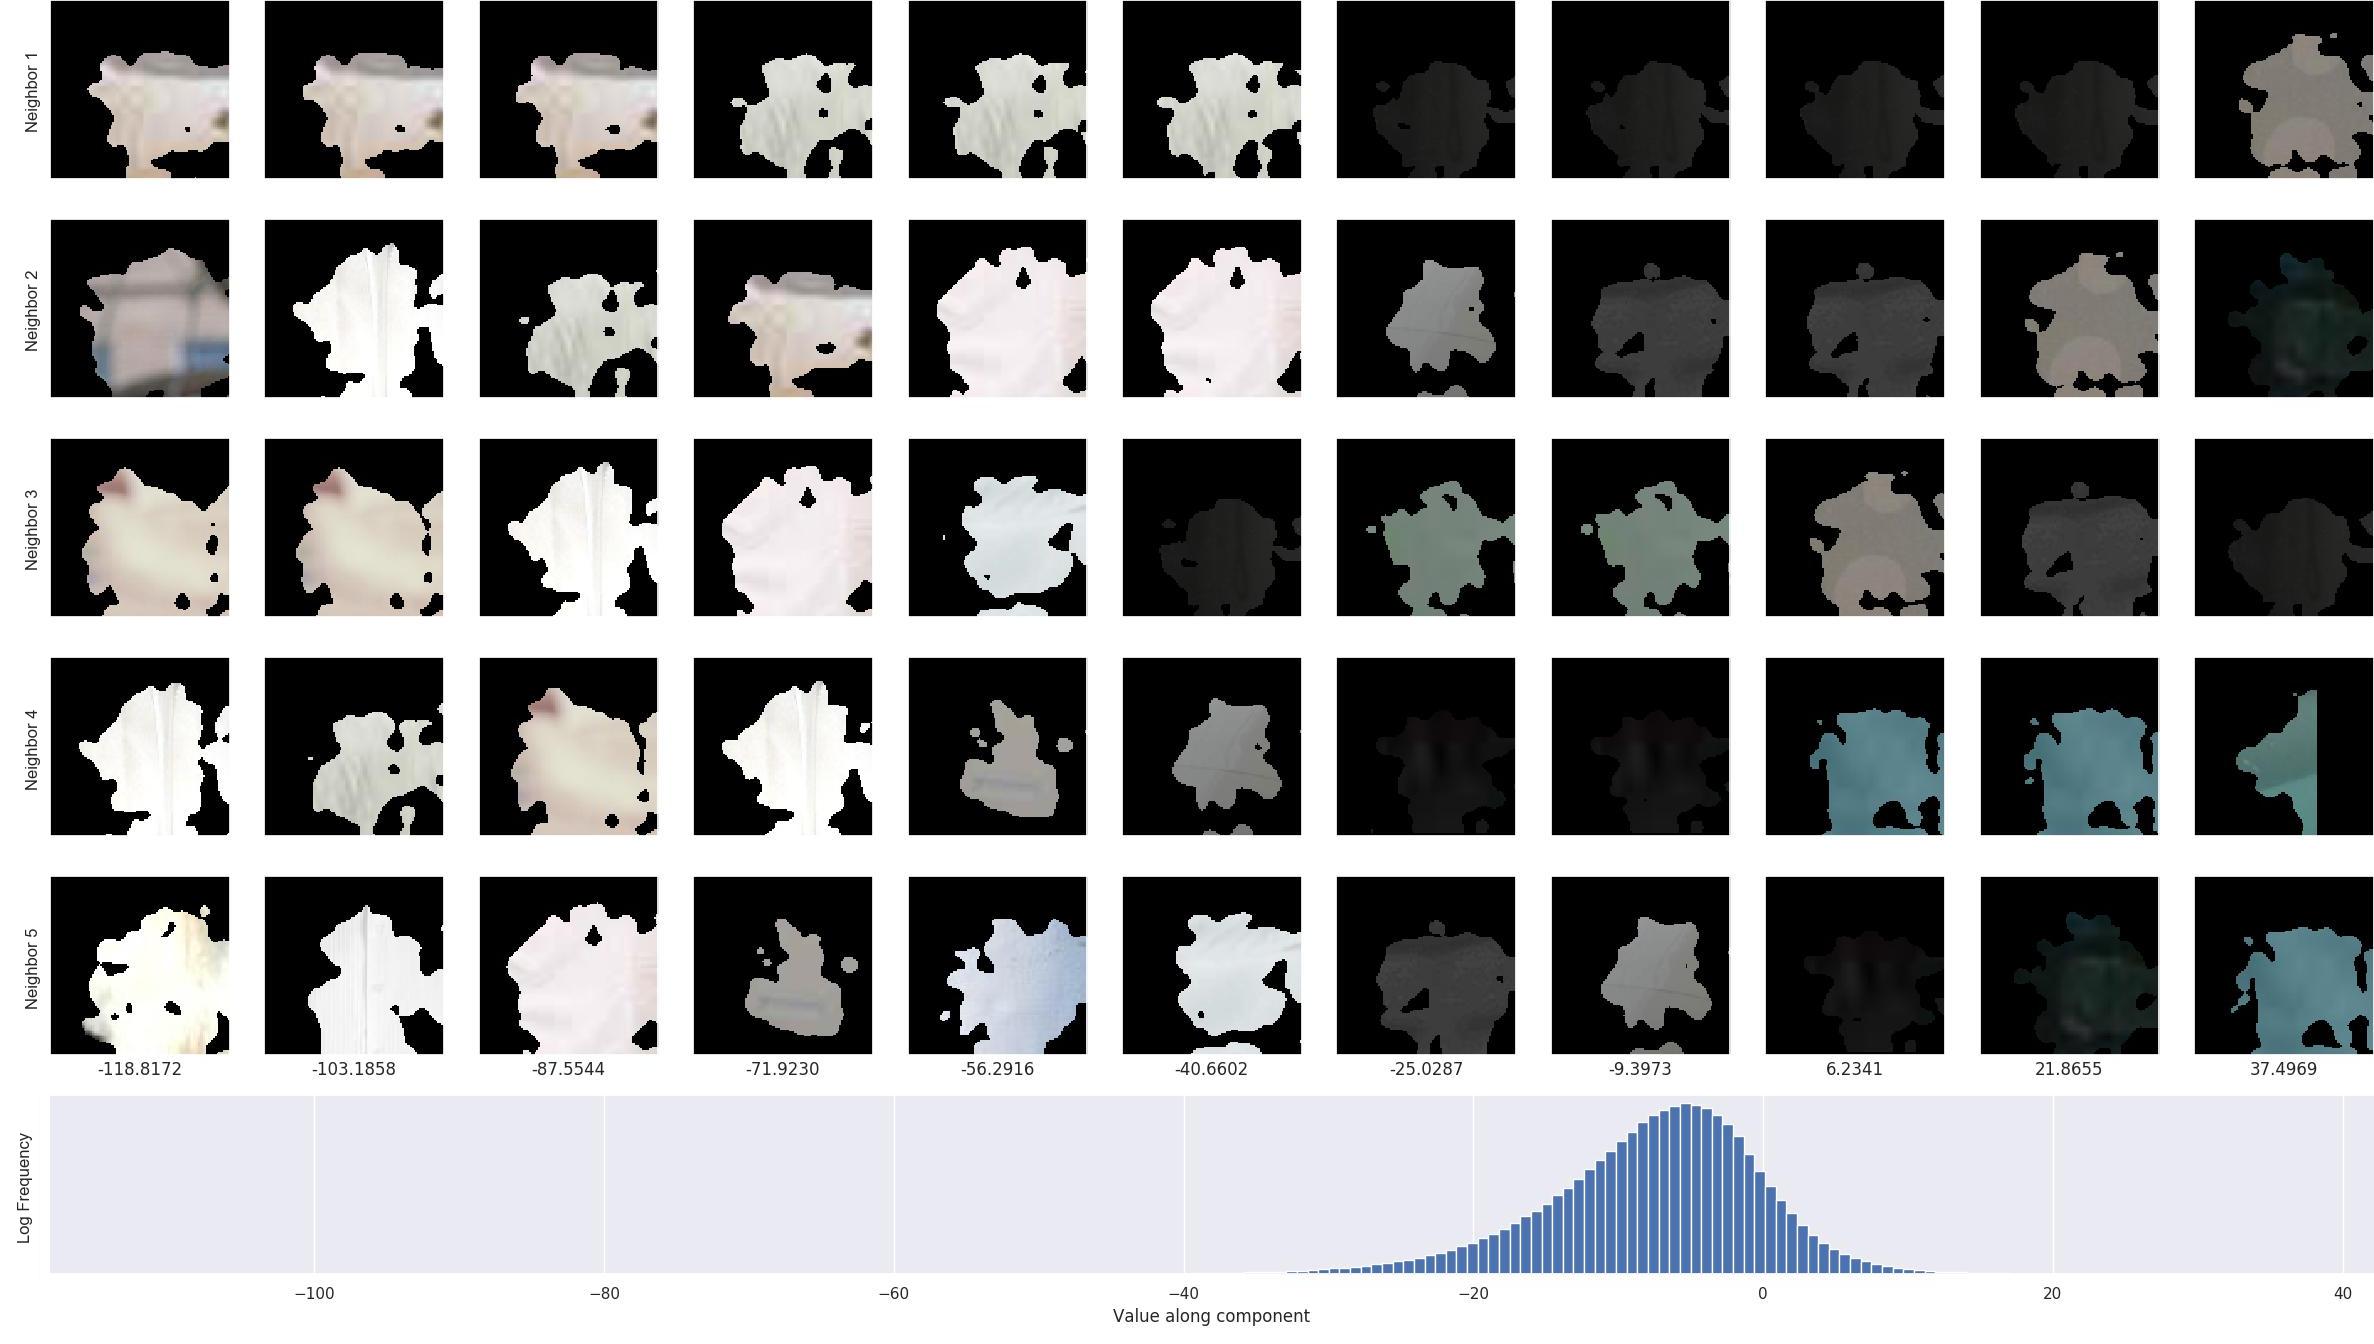 Neighbor 1
Neighbor 2
Neighbor 3
Neighbor 4
Neighbor 5
-118.8172 -103.1858 -87.5544 -71.9230 -56.2916 -40.6602 -25.0287 -9.3973 6.2341 21.8655 37.4969
Log Frequency
−100 −80 −60 −40 −20 0 20 40
Value along component